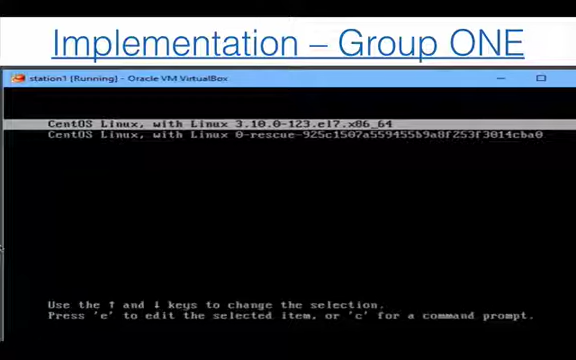 Implementation – Group ONE
station1 [Running] - Oracle VM VirtualBox
CentOS Linux, with Linux 3.10.0-123.el7.x86_64
CentOS Linux, with Linux 0-rescue-925c1507a559455b9a8f253f3014cba0
Use the ↑ and ↓ keys to change the selection.
Press 'e' to edit the selected item, or 'c' for a command prompt.